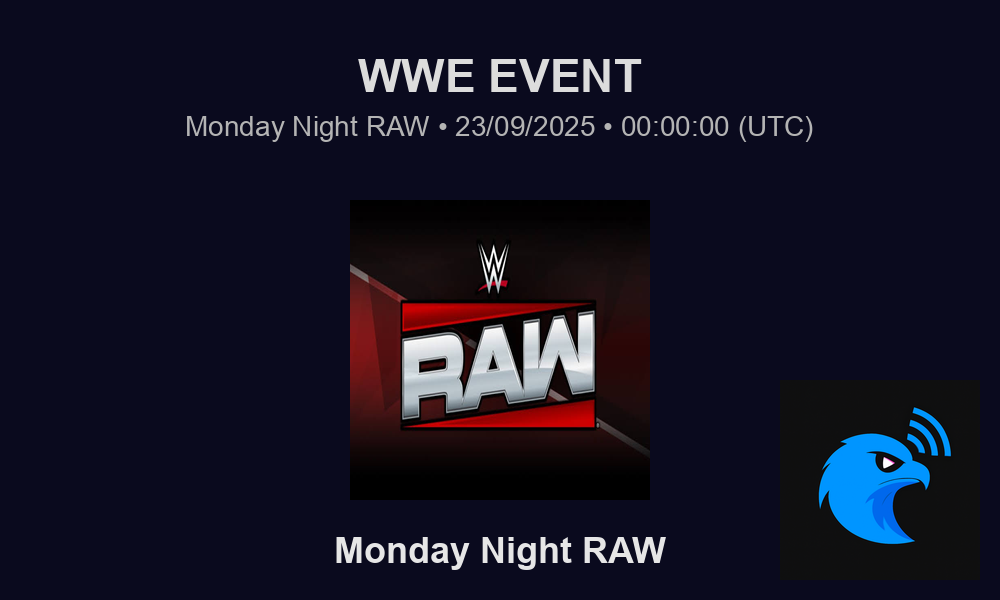 WWE EVENT
Monday Night RAW • 23/09/2025 • 00:00:00 (UTC)
W
RAW
Monday Night RAW